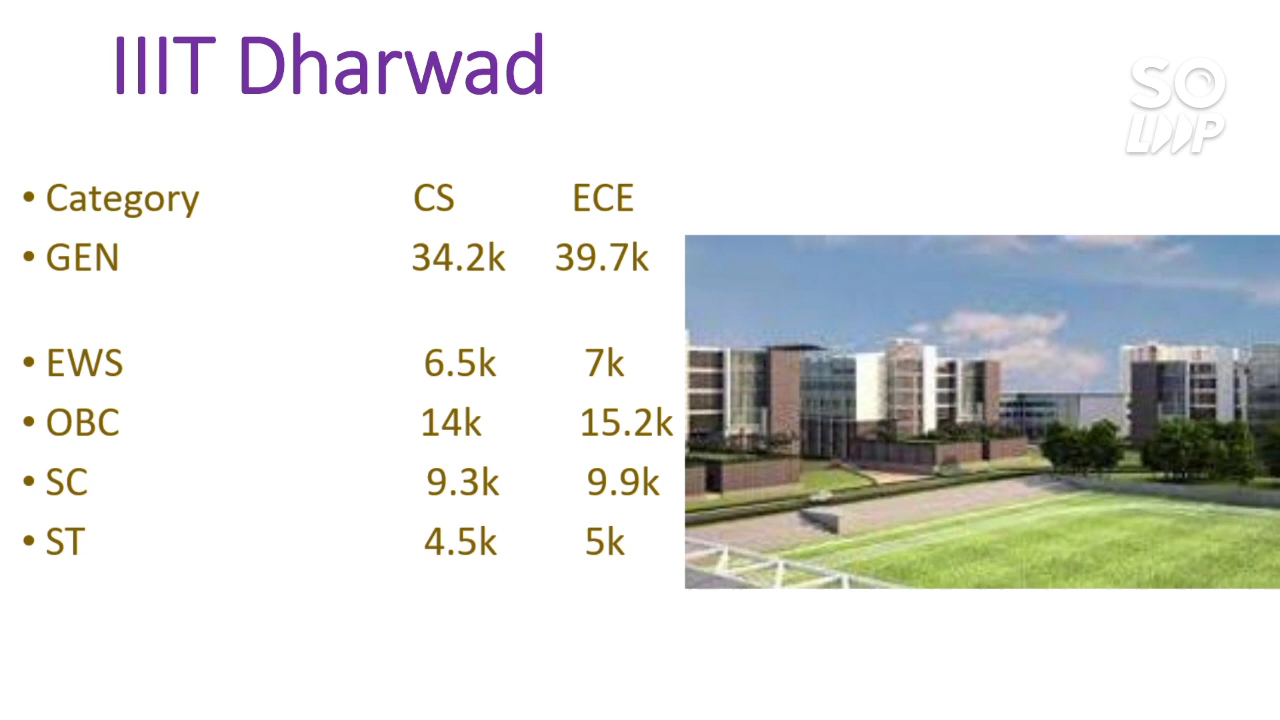 IIIT Dharwad
SO
LOOP
• Category CS ECE
• GEN 34.2k 39.7k
• EWS 6.5k 7k
• OBC 14k 15.2k
• SC 9.3k 9.9k
• ST 4.5k 5k